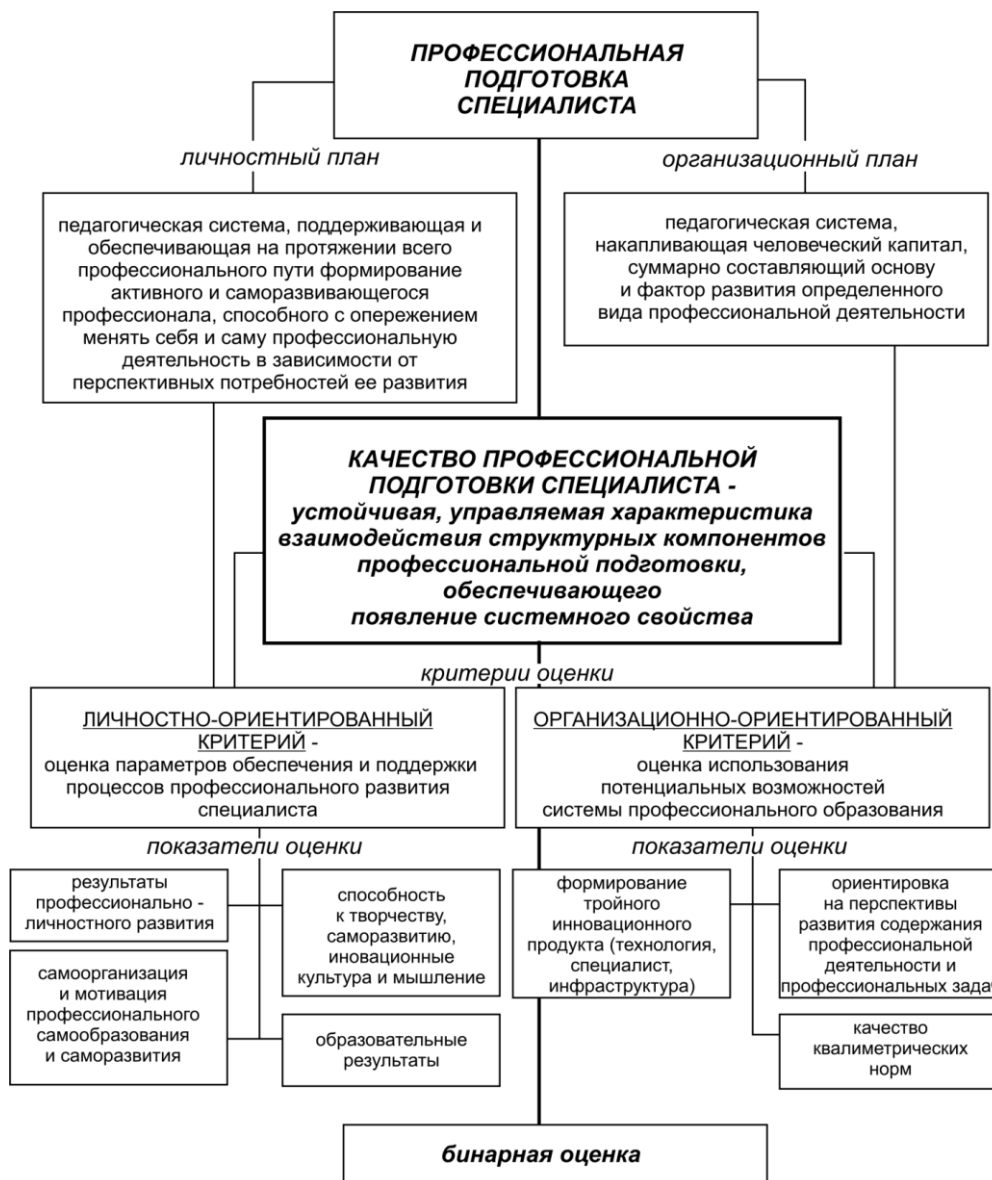 ПРОФЕССИОНАЛЬНАЯ
ПОДГОТОВКА
СПЕЦИАЛИСТА
личностный план
организационный план
педагогическая система, поддерживающая и
обеспечивающая на протяжении всего
профессионального пути формирование
активного и саморазвивающегося
профессионала, способного с опережением
менять себя и саму профессиональную
деятельность в зависимости от
перспективных потребностей ее развития
педагогическая система,
накапливающая человеческий капитал,
суммарно составляющий основу
и фактор развития определенного
вида профессиональной деятельности
КАЧЕСТВО ПРОФЕССИОНАЛЬНОЙ
ПОДГОТОВКИ СПЕЦИАЛИСТА -
устойчивая, управляемая характеристика
взаимодействия структурных компонентов
профессиональной подготовки,
обеспечивающего
появление системного свойства
критерии оценки
ЛИЧНОСТНО-ОРИЕНТИРОВАННЫЙ
КРИТЕРИЙ -
оценка параметров обеспечения и поддержки
процессов профессионального развития
специалиста
ОРГАНИЗАЦИОННО-ОРИЕНТИРОВАННЫЙ
КРИТЕРИЙ -
оценка использования
потенциальных возможностей
системы профессионального образования
показатели оценки
показатели оценки
результаты
профессионально -
личностного развития
способность
к творчеству,
саморазвитию,
иновационные
культура и мышление
формирование
тройного
инновационного
продукта (технология,
специалист,
инфраструктура)
ориентировка
на перспективы
развития содержания
профессиональной
деятельности и
профессиональных задач
самоорганизация
и мотивация
профессионального
самообразования
и саморазвития
образовательные
результаты
качество
квалиметрических
норм
бинарная оценка